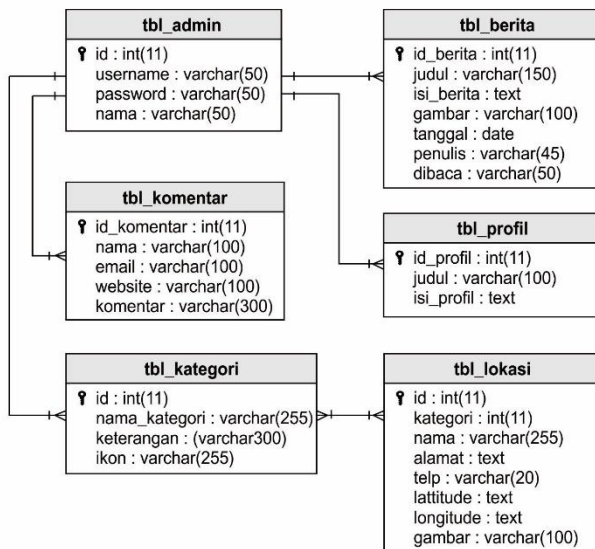 tbl_admin
id : int(11)
username : varchar(50)
password : varchar(50)
nama : varchar(50)
tbl_berita
id_berita : int(11)
judul : varchar(150)
isi_berita : text
gambar : varchar(100)
tanggal : date
penulis : varchar(45)
dibaca : varchar(50)
tbl_komentar
id_komentar : int(11)
nama : varchar(100)
email : varchar(100)
website : varchar(100)
komentar : varchar(300)
tbl_profil
id_profil : int(11)
judul : varchar(100)
isi_profil : text
tbl_kategori
id : int(11)
nama_kategori : varchar(255)
keterangan : (varchar300)
ikon : varchar(255)
tbl_lokasi
id : int(11)
kategori : int(11)
nama : varchar(255)
alamat : text
telp : varchar(20)
lattitude : text
longitude : text
gambar : varchar(100)